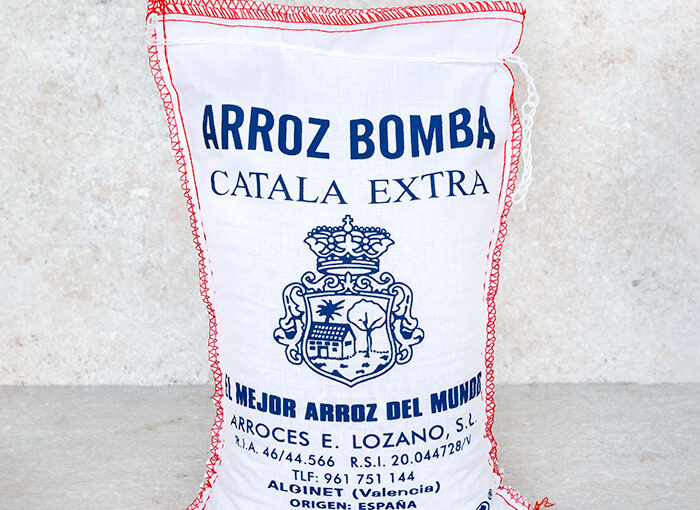 ARROZ BOMBA
CATALA EXTRA
EL MEJOR ARROZ DEL MUNDO
ARROCES E. LOZANO, S.L.
R.I.A. 46/44.566 R.S.I. 20.044728/V
TLF: 961 751 144
ALGINET (Valencia)
ORIGEN: ESPAÑA
®